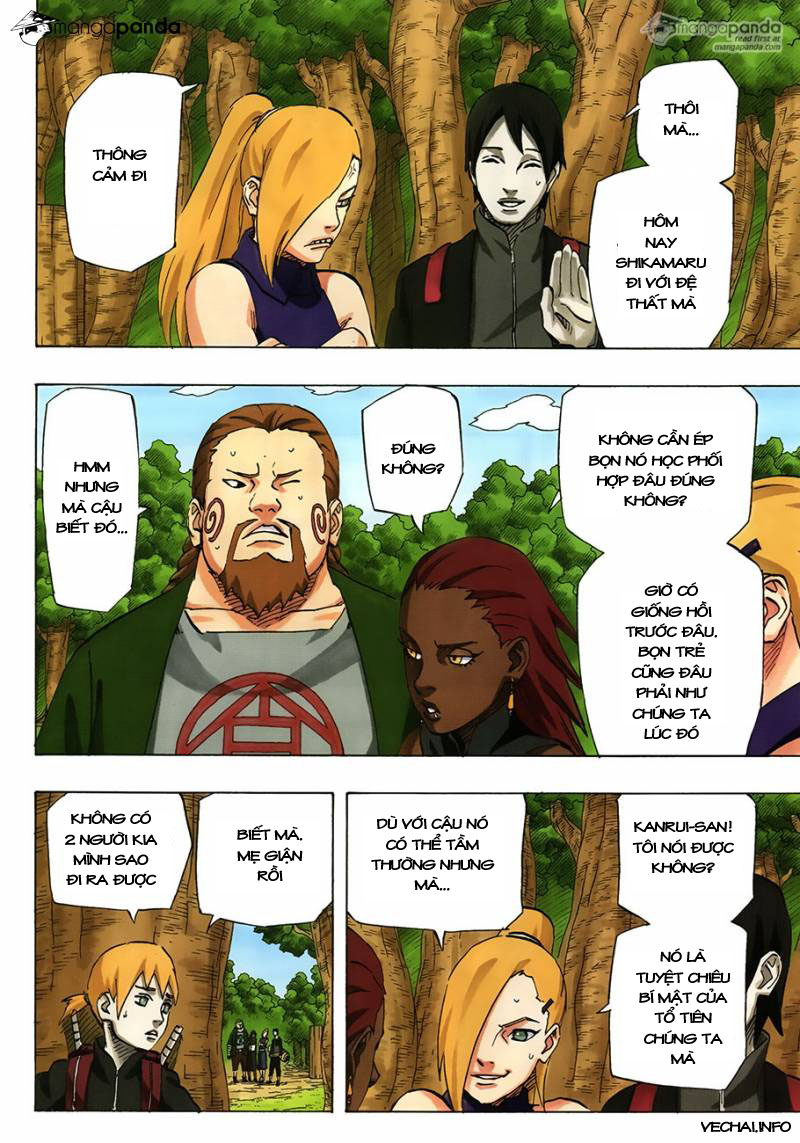 mangapanda
mangapanda
read first at
mangapanda.com
THÔI
MÀ...
HÔM
NAY
SHIKAMARU
ĐI VỚI ĐỆ
THẤT MÀ
THÔNG
CẢM ĐI
KHÔNG CẦN ÉP
BỌN NÓ HỌC PHỐI
HỢP ĐÂU ĐÚNG
KHÔNG?
GIỜ CÓ
GIỐNG HỒI
TRƯỚC ĐÂU.
BỌN TRẺ
CŨNG ĐÂU
PHẢI NHƯ
CHÚNG TA
LÚC ĐÓ
ĐÚNG
KHÔNG?
HMM
NHƯNG
MÀ CẬU
BIẾT ĐÓ...
KANRUI-SAN!
TÔI NÓI ĐƯỢC
KHÔNG?
NÓ LÀ
TUYỆT CHIÊU
BÍ MẬT CỦA
TỔ TIÊN
CHÚNG TA
MÀ
DÙ VỚI CẬU NÓ
CÓ THỂ TẦM
THƯỜNG NHƯNG
MÀ...
BIẾT MÀ,
MẸ GIẬN
RỒI
KHÔNG CÓ
2 NGƯỜI KIA
MÌNH SAO
ĐI RA ĐƯỢC
VECHAI.INFO